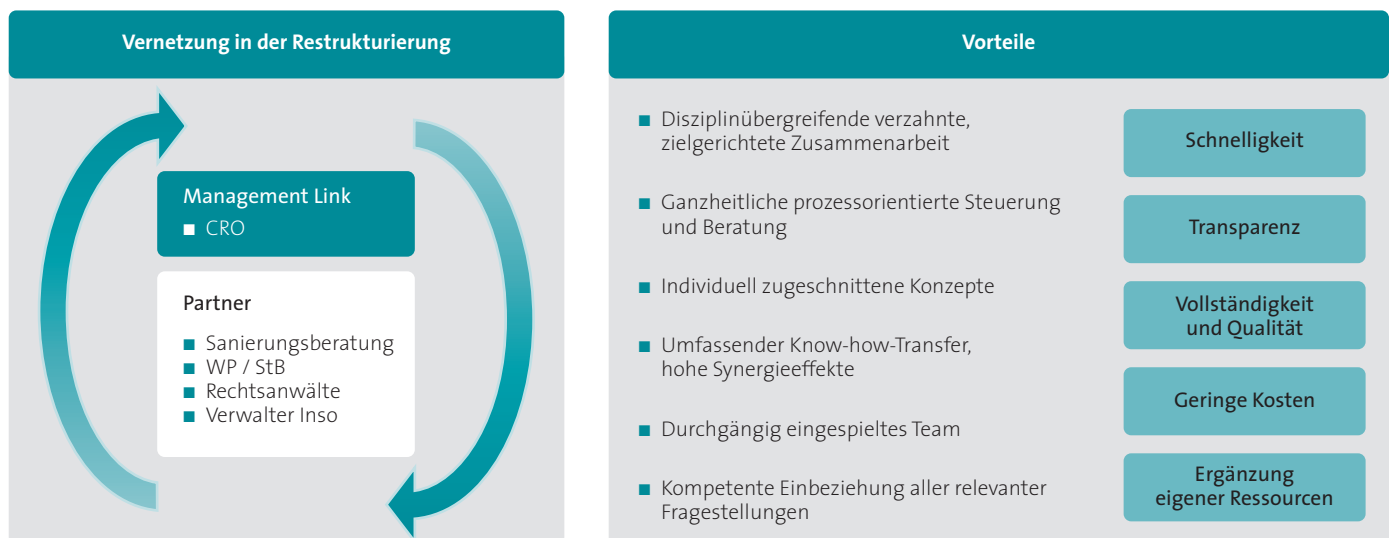 Vernetzung in der Restrukturierung
Management Link
■ CRO
Partner
■ Sanierungsberatung
■ WP / StB
■ Rechtsanwälte
■ Verwalter Inso
Vorteile
■ Disziplinübergreifende verzahnte,
zielgerichtete Zusammenarbeit
■ Ganzheitliche prozessorientierte Steuerung
und Beratung
■ Individuell zugeschnittene Konzepte
■ Umfassender Know-how-Transfer,
hohe Synergieeffekte
■ Durchgängig eingespieltes Team
■ Kompetente Einbeziehung aller relevanter
Fragestellungen
Schnelligkeit
Transparenz
Vollständigkeit
und Qualität
Geringe Kosten
Ergänzung
eigener Ressourcen